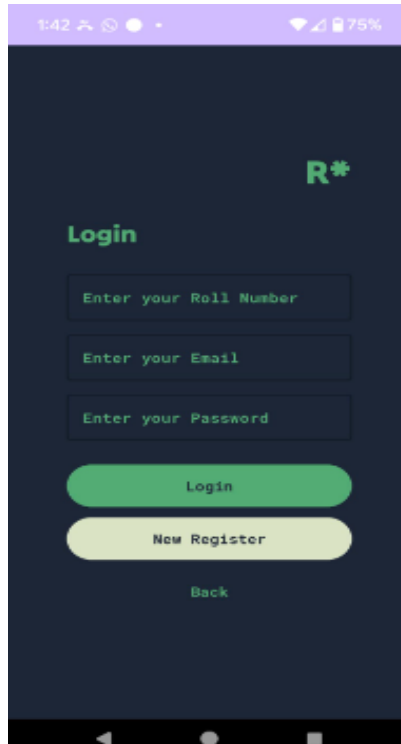 1:42 75%
R*
Login
Enter your Roll Number
Enter your Email
Enter your Password
Login
New Register
Back